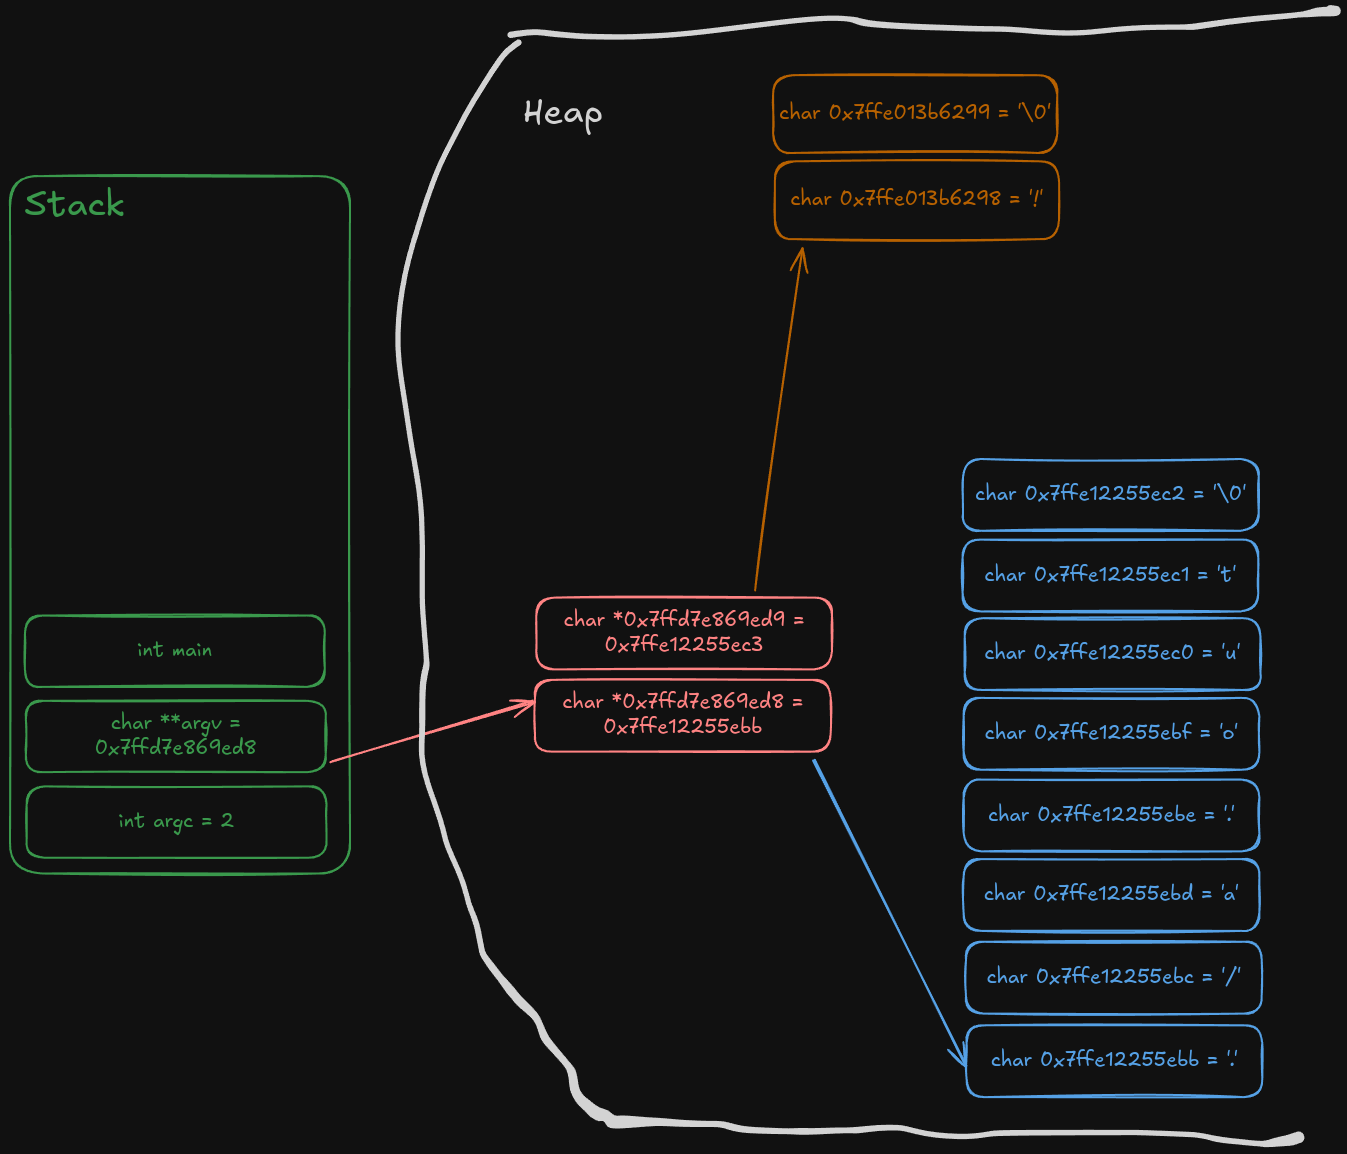 Heap
char 0x7ffe013b6299 = '\0'
char 0x7ffe013b6298 = '!'
Stack
int main
char **argv =
0x7ffd7e869ed8
int argc = 2
char *0x7ffd7e869ed9 =
0x7ffe12255ec3
char *0x7ffd7e869ed8 =
0x7ffe12255ebb
char 0x7ffe12255ec2 = '\0'
char 0x7ffe12255ec1 = 't'
char 0x7ffe12255ec0 = 'u'
char 0x7ffe12255ebf = 'o'
char 0x7ffe12255ebe = '.'
char 0x7ffe12255ebd = 'a'
char 0x7ffe12255ebc = '/'
char 0x7ffe12255ebb = '.'